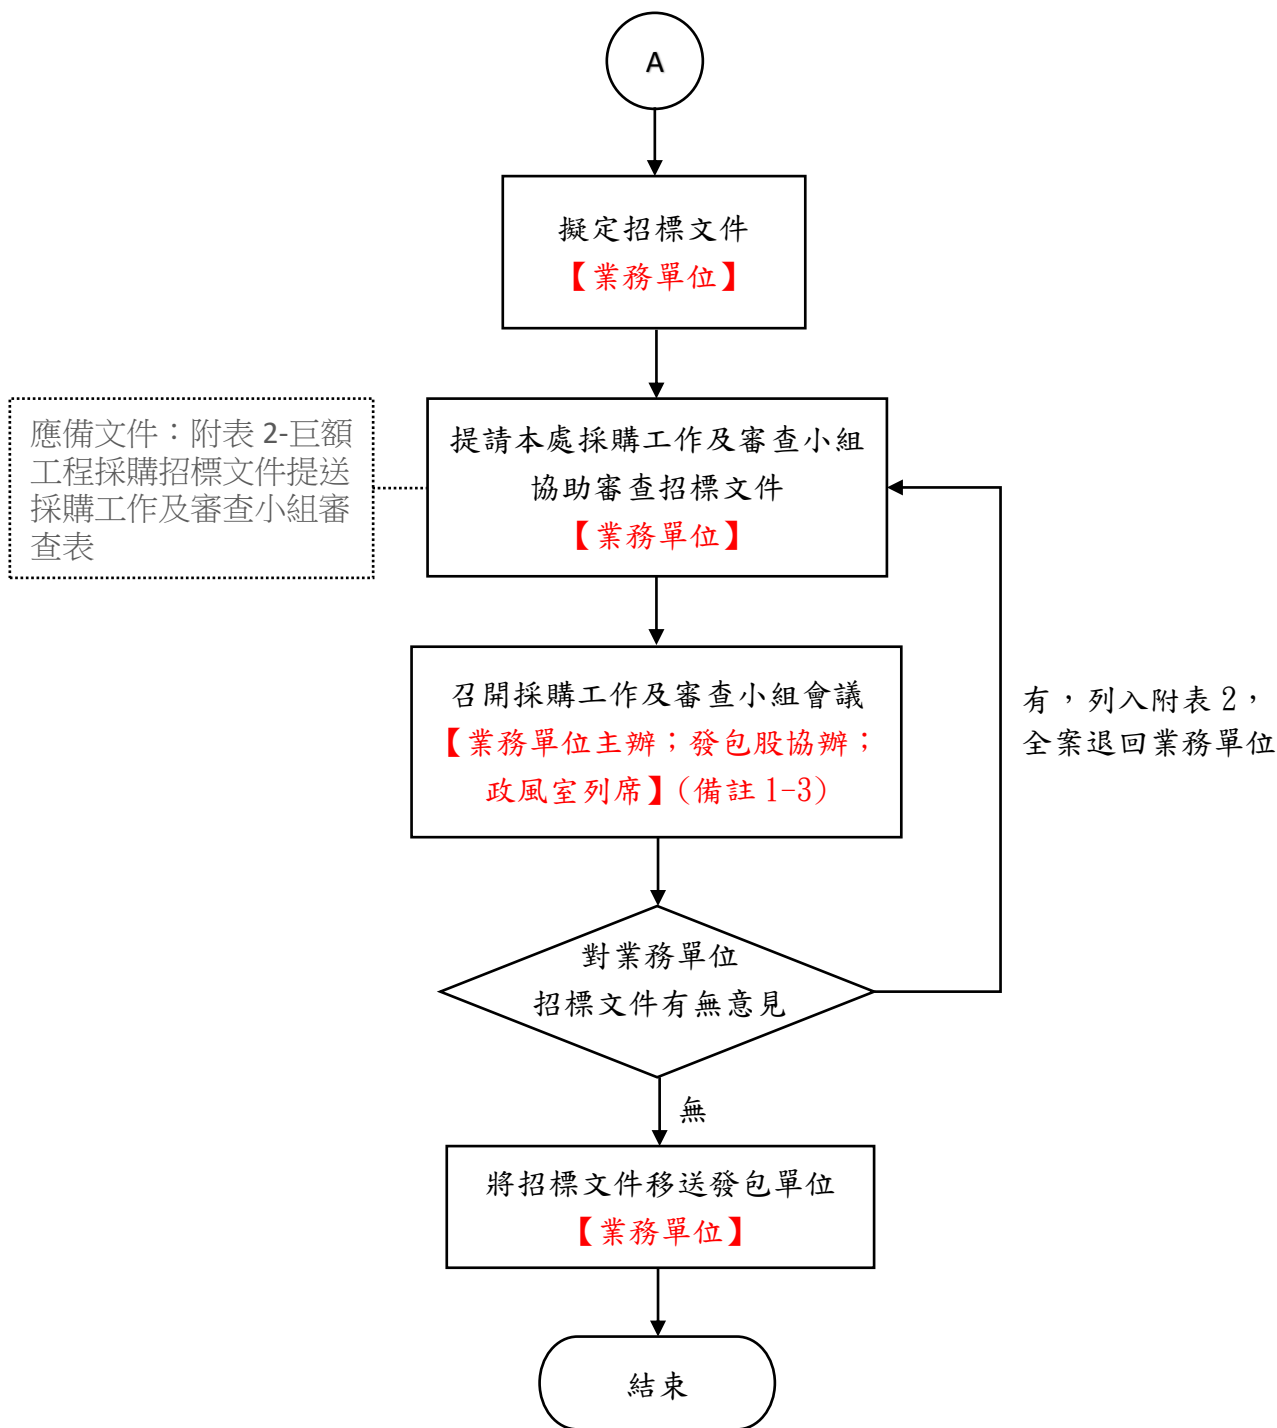 A
擬定招標文件
【業務單位】
應備文件：附表 2-巨額
工程採購招標文件提送
採購工作及審查小組審
查表
提請本處採購工作及審查小組
協助審查招標文件
【業務單位】
召開採購工作及審查小組會議
【業務單位主辦；發包股協辦；
政風室列席】(備註 1-3)
有，列入附表 2，
全案退回業務單位
對業務單位
招標文件有無意見
無
將招標文件移送發包單位
【業務單位】
結束